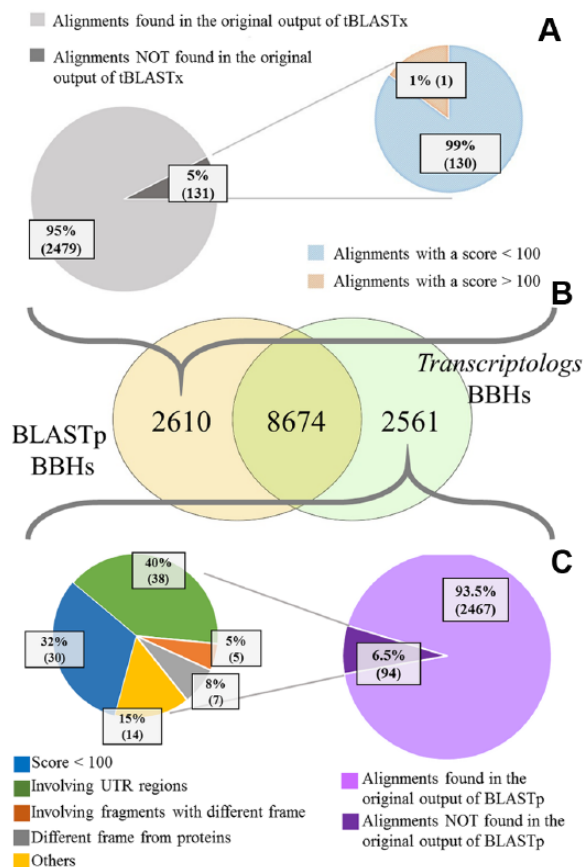 Alignments found in the original output of tBLASTx
A
Alignments NOT found in the original
output of tBLASTx
1% (1)
99%
(130)
5%
(131)
95%
(2479)
Alignments with a score < 100
Alignments with a score > 100
B
Transcriptologs
BBHs
2610
8674
2561
BLASTp
BBHs
C
40%
(38)
32%
(30)
5%
(5)
8%
(7)
15%
(14)
93.5%
(2467)
6.5%
(94)
Score < 100
Involving UTR regions
Involving fragments with different frame
Different frame from proteins
Others
Alignments found in the
original output of BLASTp
Alignments NOT found in the
original output of BLASTp